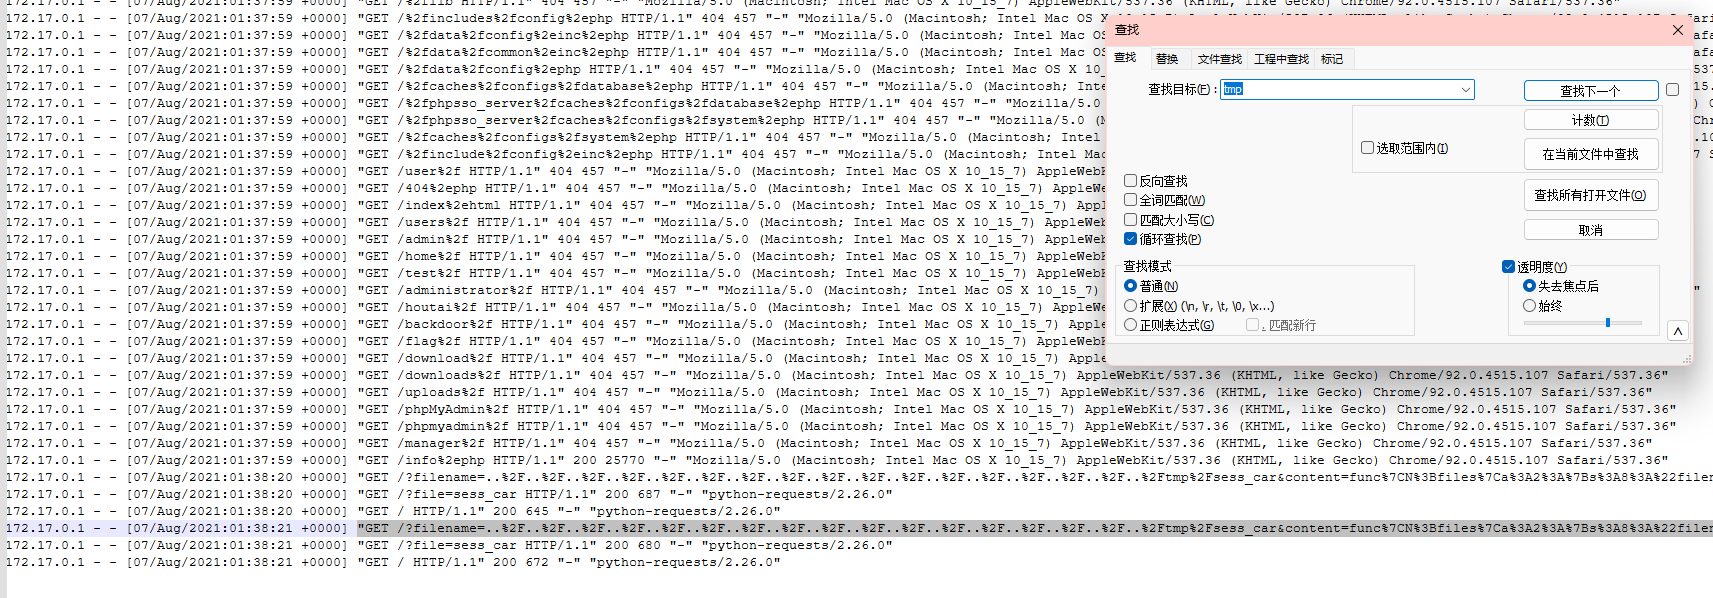 172.17.0.1 - - [07/Aug/2021:01:37:59 +0000] "GET /%2flib HTTP/1.1" 404 457 "-" "Mozilla/5.0 (Macintosh; Intel Mac OS X 10_15_7) AppleWebKit/537.36 (KHTML, like Gecko) Chrome/92.0.4515.107 Safari/537.36"
172.17.0.1 - - [07/Aug/2021:01:37:59 +0000] "GET /%2fincludes%2fconfig%2ephp HTTP/1.1" 404 457 "-" "Mozilla/5.0 (Macintosh; Intel Mac OS X
172.17.0.1 - - [07/Aug/2021:01:37:59 +0000] "GET /%2fdata%2fconfig%2einc%2ephp HTTP/1.1" 404 457 "-" "Mozilla/5.0 (Macintosh; Intel Mac OS
172.17.0.1 - - [07/Aug/2021:01:37:59 +0000] "GET /%2fdata%2fcommon%2einc%2ephp HTTP/1.1" 404 457 "-" "Mozilla/5.0 (Macintosh; Intel Mac OS
172.17.0.1 - - [07/Aug/2021:01:37:59 +0000] "GET /%2fdata%2fconfig%2ephp HTTP/1.1" 404 457 "-" "Mozilla/5.0 (Macintosh; Intel Mac OS X 10_
172.17.0.1 - - [07/Aug/2021:01:37:59 +0000] "GET /%2fcaches%2fconfigs%2fdatabase%2ephp HTTP/1.1" 404 457 "-" "Mozilla/5.0 (Macintosh; Inte
172.17.0.1 - - [07/Aug/2021:01:37:59 +0000] "GET /%2fphpsso_server%2fcaches%2fconfigs%2fdatabase%2ephp HTTP/1.1" 404 457 "-" "Mozilla/5.0
172.17.0.1 - - [07/Aug/2021:01:37:59 +0000] "GET /%2fphpsso_server%2fcaches%2fconfigs%2fsystem%2ephp HTTP/1.1" 404 457 "-" "Mozilla/5.0 (M
172.17.0.1 - - [07/Aug/2021:01:37:59 +0000] "GET /%2fcaches%2fconfigs%2fsystem%2ephp HTTP/1.1" 404 457 "-" "Mozilla/5.0 (Macintosh; Intel
172.17.0.1 - - [07/Aug/2021:01:37:59 +0000] "GET /%2finclude%2fconfig%2einc%2ephp HTTP/1.1" 404 457 "-" "Mozilla/5.0 (Macintosh; Intel Mac
172.17.0.1 - - [07/Aug/2021:01:37:59 +0000] "GET /user%2f HTTP/1.1" 404 457 "-" "Mozilla/5.0 (Macintosh; Intel Mac OS X 10_15_7) AppleWebK
172.17.0.1 - - [07/Aug/2021:01:37:59 +0000] "GET /404%2ephp HTTP/1.1" 404 457 "-" "Mozilla/5.0 (Macintosh; Intel Mac OS X 10_15_7) AppleWe
172.17.0.1 - - [07/Aug/2021:01:37:59 +0000] "GET /index%2ehtml HTTP/1.1" 404 457 "-" "Mozilla/5.0 (Macintosh; Intel Mac OS X 10_15_7) Appl
172.17.0.1 - - [07/Aug/2021:01:37:59 +0000] "GET /users%2f HTTP/1.1" 404 457 "-" "Mozilla/5.0 (Macintosh; Intel Mac OS X 10_15_7) AppleWeb
172.17.0.1 - - [07/Aug/2021:01:37:59 +0000] "GET /admin%2f HTTP/1.1" 404 457 "-" "Mozilla/5.0 (Macintosh; Intel Mac OS X 10_15_7) AppleWeb
172.17.0.1 - - [07/Aug/2021:01:37:59 +0000] "GET /home%2f HTTP/1.1" 404 457 "-" "Mozilla/5.0 (Macintosh; Intel Mac OS X 10_15_7) AppleWebK
172.17.0.1 - - [07/Aug/2021:01:37:59 +0000] "GET /test%2f HTTP/1.1" 404 457 "-" "Mozilla/5.0 (Macintosh; Intel Mac OS X 10_15_7) AppleWebK
172.17.0.1 - - [07/Aug/2021:01:37:59 +0000] "GET /administrator%2f HTTP/1.1" 404 457 "-" "Mozilla/5.0 (Macintosh; Intel Mac OS X 10_15_7)
172.17.0.1 - - [07/Aug/2021:01:37:59 +0000] "GET /houtai%2f HTTP/1.1" 404 457 "-" "Mozilla/5.0 (Macintosh; Intel Mac OS X 10_15_7) AppleWe
172.17.0.1 - - [07/Aug/2021:01:37:59 +0000] "GET /backdoor%2f HTTP/1.1" 404 457 "-" "Mozilla/5.0 (Macintosh; Intel Mac OS X 10_15_7) Apple
172.17.0.1 - - [07/Aug/2021:01:37:59 +0000] "GET /flag%2f HTTP/1.1" 404 457 "-" "Mozilla/5.0 (Macintosh; Intel Mac OS X 10_15_7) AppleWebK
172.17.0.1 - - [07/Aug/2021:01:37:59 +0000] "GET /download%2f HTTP/1.1" 404 457 "-" "Mozilla/5.0 (Macintosh; Intel Mac OS X 10_15_7) Apple
172.17.0.1 - - [07/Aug/2021:01:37:59 +0000] "GET /downloads%2f HTTP/1.1" 404 457 "-" "Mozilla/5.0 (Macintosh; Intel Mac OS X 10_15_7) AppleWebKit/537.36 (KHTML, like Gecko) Chrome/92.0.4515.107 Safari/537.36"
172.17.0.1 - - [07/Aug/2021:01:37:59 +0000] "GET /uploads%2f HTTP/1.1" 404 457 "-" "Mozilla/5.0 (Macintosh; Intel Mac OS X 10_15_7) AppleWebKit/537.36 (KHTML, like Gecko) Chrome/92.0.4515.107 Safari/537.36"
172.17.0.1 - - [07/Aug/2021:01:37:59 +0000] "GET /phpMyAdmin%2f HTTP/1.1" 404 457 "-" "Mozilla/5.0 (Macintosh; Intel Mac OS X 10_15_7) AppleWebKit/537.36 (KHTML, like Gecko) Chrome/92.0.4515.107 Safari/537.36"
172.17.0.1 - - [07/Aug/2021:01:37:59 +0000] "GET /phpmyadmin%2f HTTP/1.1" 404 457 "-" "Mozilla/5.0 (Macintosh; Intel Mac OS X 10_15_7) AppleWebKit/537.36 (KHTML, like Gecko) Chrome/92.0.4515.107 Safari/537.36"
172.17.0.1 - - [07/Aug/2021:01:37:59 +0000] "GET /manager%2f HTTP/1.1" 404 457 "-" "Mozilla/5.0 (Macintosh; Intel Mac OS X 10_15_7) AppleWebKit/537.36 (KHTML, like Gecko) Chrome/92.0.4515.107 Safari/537.36"
172.17.0.1 - - [07/Aug/2021:01:37:59 +0000] "GET /info%2ephp HTTP/1.1" 200 25770 "-" "Mozilla/5.0 (Macintosh; Intel Mac OS X 10_15_7) AppleWebKit/537.36 (KHTML, like Gecko) Chrome/92.0.4515.107 Safari/537.36"
172.17.0.1 - - [07/Aug/2021:01:38:20 +0000] "GET /?filename=..%2F..%2F..%2F..%2F..%2F..%2F..%2F..%2F..%2F..%2F..%2F..%2F..%2F..%2F..%2Ftmp%2Fsess_car&content=func%7CN%3Bfiles%7Ca%3A2%3A%7Bs%3A8%3A%22filen
172.17.0.1 - - [07/Aug/2021:01:38:20 +0000] "GET /?file=sess_car HTTP/1.1" 200 687 "-" "python-requests/2.26.0"
172.17.0.1 - - [07/Aug/2021:01:38:20 +0000] "GET / HTTP/1.1" 200 645 "-" "python-requests/2.26.0"
172.17.0.1 - - [07/Aug/2021:01:38:21 +0000] "GET /?filename=..%2F..%2F..%2F..%2F..%2F..%2F..%2F..%2F..%2F..%2F..%2F..%2F..%2F..%2F..%2Ftmp%2Fsess_car&content=func%7CN%3Bfiles%7Ca%3A2%3A%7Bs%3A8%3A%22filen
172.17.0.1 - - [07/Aug/2021:01:38:21 +0000] "GET /?file=sess_car HTTP/1.1" 200 680 "-" "python-requests/2.26.0"
172.17.0.1 - - [07/Aug/2021:01:38:21 +0000] "GET / HTTP/1.1" 200 672 "-" "python-requests/2.26.0"
查找
查找 替换 文件查找 工程中查找 标记
查找目标(F) : tmp 查找下一个
计数(T)
选取范围内(I) 在当前文件中查找
反向查找
全词匹配(W) 查找所有打开文件(O)
匹配大小写(C)
循环查找(P) 取消
查找模式 透明度(Y)
普通(N) 失去焦点后
扩展(X) (\n, \r, \t, \0, \x...) 始终
正则表达式(G) . 匹配新行